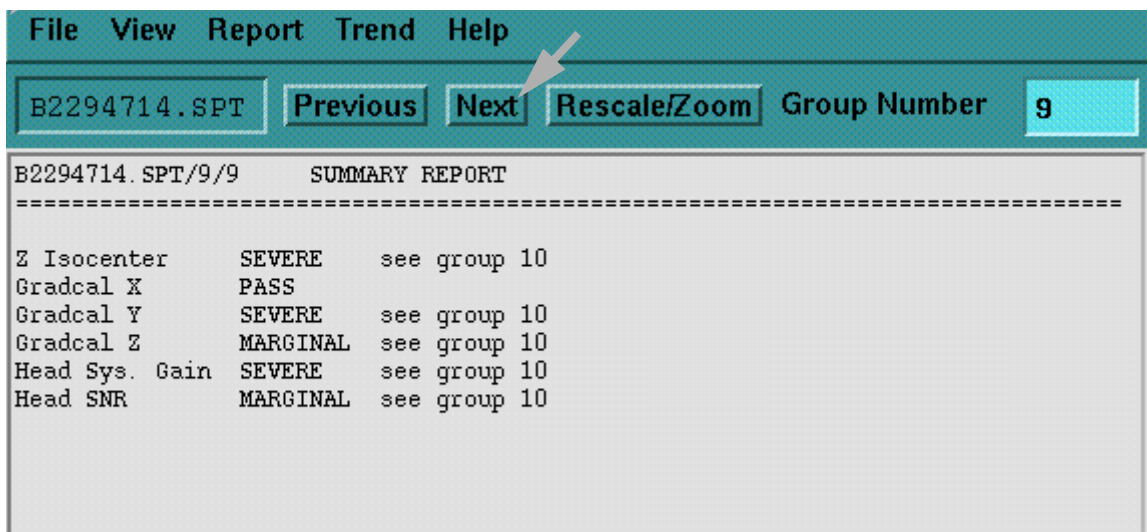 File View Report Trend Help
B2294714.SPT Previous Next Rescale/Zoom Group Number 9
B2294714.SPT/9/9 SUMMARY REPORT
===============================================================================
Z Isocenter SEVERE see group 10
Gradcal X PASS
Gradcal Y SEVERE see group 10
Gradcal Z MARGINAL see group 10
Head Sys. Gain SEVERE see group 10
Head SNR MARGINAL see group 10